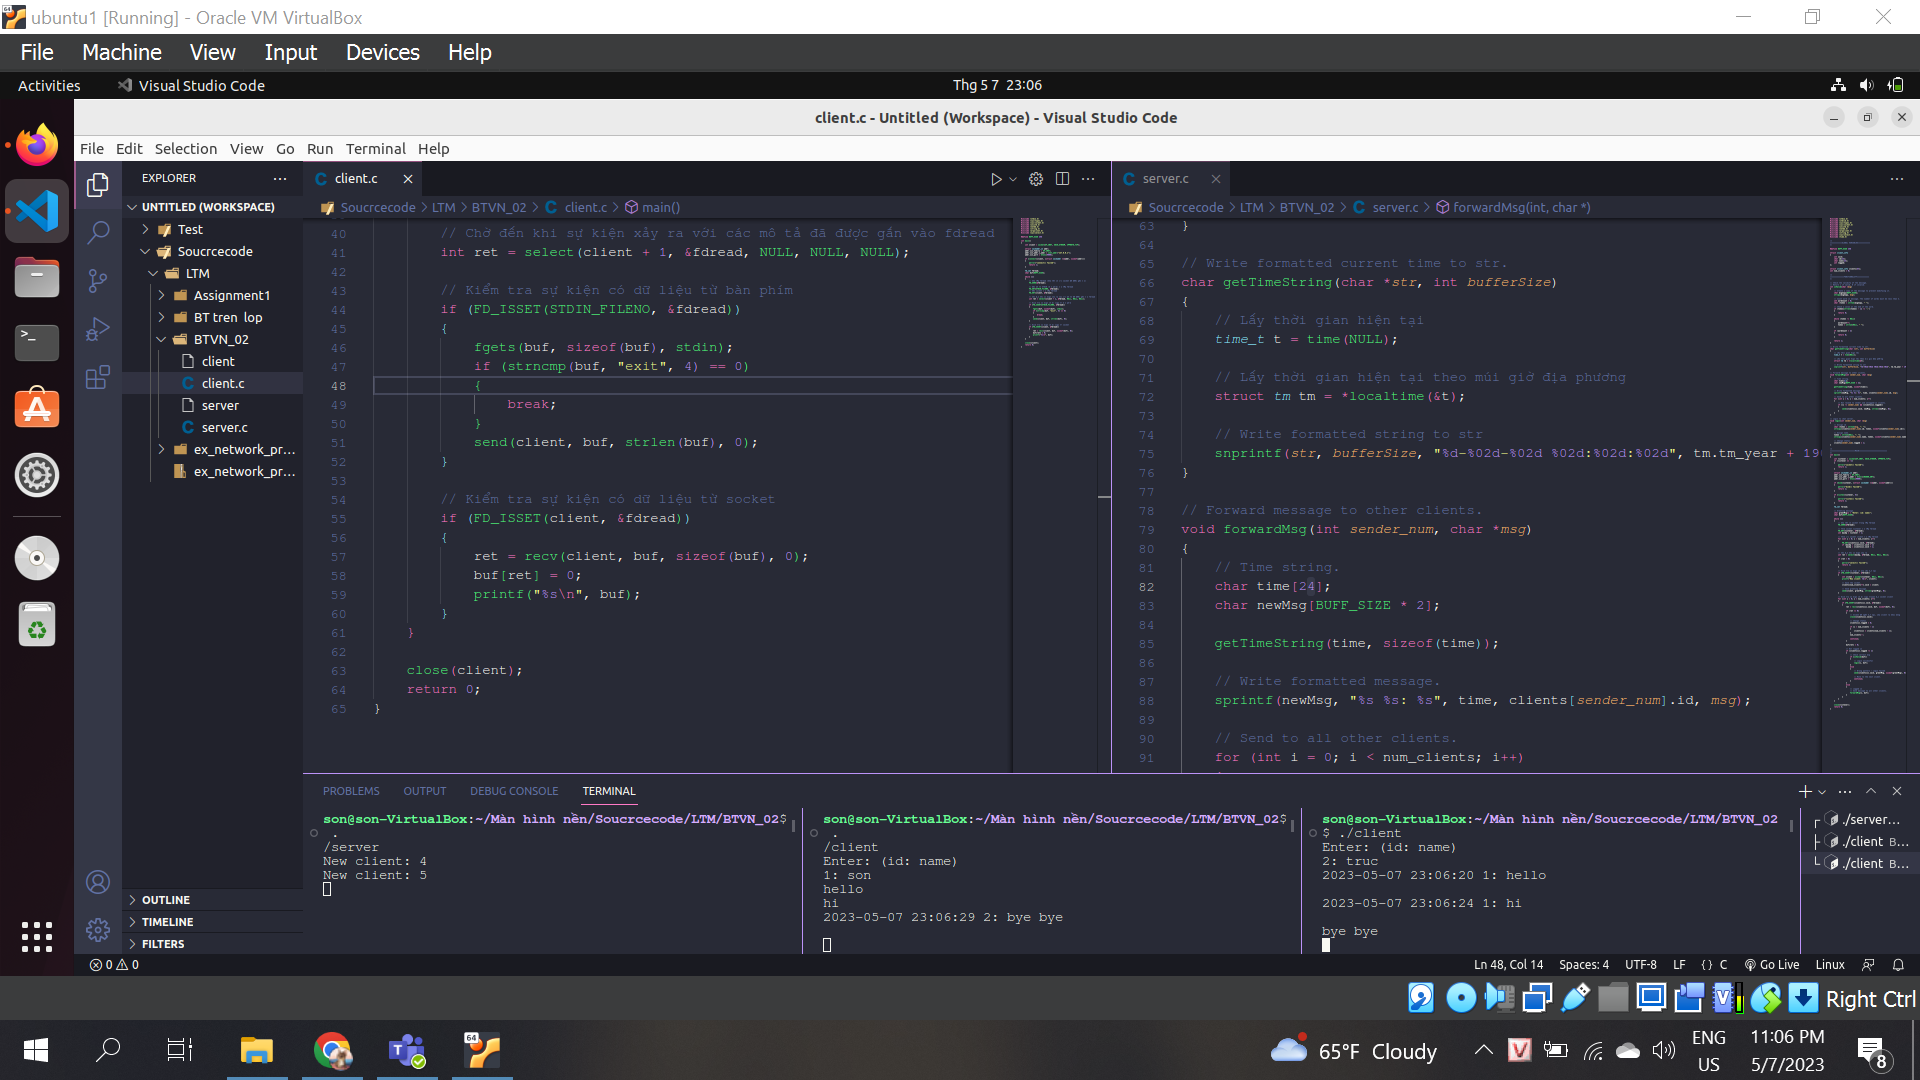 ubuntu1 [Running] - Oracle VM VirtualBox
File Machine View Input Devices Help
Activities Visual Studio Code Thg 5 7 23:06
client.c - Untitled (Workspace) - Visual Studio Code
File Edit Selection View Go Run Terminal Help
EXPLORER
UNTITLED (WORKSPACE)
Test
Soucrcecode
LTM
Assignment1
BT tren lop
BTVN_02
client
C client.c
server
C server.c
ex_network_pr...
ex_network_pr...
OUTLINE
TIMELINE
FILTERS
C client.c
Soucrcecode > LTM > BTVN_02 > C client.c > main()
40 // Chờ đến khi sự kiện xảy ra với các mô tả đã được gắn vào fdread
41 int ret = select(client + 1, &fdread, NULL, NULL, NULL);
42
43 // Kiểm tra sự kiện có dữ liệu từ bàn phím
44 if (FD_ISSET(STDIN_FILENO, &fdread))
45 {
46 fgets(buf, sizeof(buf), stdin);
47 if (strncmp(buf, "exit", 4) == 0)
48 {
49 break;
50 }
51 send(client, buf, strlen(buf), 0);
52 }
53
54 // Kiểm tra sự kiện có dữ liệu từ socket
55 if (FD_ISSET(client, &fdread))
56 {
57 ret = recv(client, buf, sizeof(buf), 0);
58 buf[ret] = 0;
59 printf("%s\n", buf);
60 }
61 }
62
63 close(client);
64 return 0;
65 }
C server.c
Soucrcecode > LTM > BTVN_02 > C server.c > forwardMsg(int, char *)
63 }
64
65 // Write formatted current time to str.
66 char getTimeString(char *str, int bufferSize)
67 {
68 // Lấy thời gian hiện tại
69 time_t t = time(NULL);
70
71 // Lấy thời gian hiện tại theo múi giờ địa phương
72 struct tm tm = *localtime(&t);
73
74 // Write formatted string to str
75 snprintf(str, bufferSize, "%d-%02d-%02d %02d:%02d:%02d", tm.tm_year + 19
76 }
77
78 // Forward message to other clients.
79 void forwardMsg(int sender_num, char *msg)
80 {
81 // Time string.
82 char time[24];
83 char newMsg[BUFF_SIZE * 2];
84
85 getTimeString(time, sizeof(time));
86
87 // Write formatted message.
88 sprintf(newMsg, "%s %s: %s", time, clients[sender_num].id, msg);
89
90 // Send to all other clients.
91 for (int i = 0; i < num_clients; i++)
PROBLEMS OUTPUT DEBUG CONSOLE TERMINAL
son@son-VirtualBox:~/Màn hình nền/Soucrcecode/LTM/BTVN_02$
.
/server
New client: 4
New client: 5
son@son-VirtualBox:~/Màn hình nền/Soucrcecode/LTM/BTVN_02$
.
/client
Enter: (id: name)
1: son
hello
hi
2023-05-07 23:06:29 2: bye bye
son@son-VirtualBox:~/Màn hình nền/Soucrcecode/LTM/BTVN_02
$ ./client
Enter: (id: name)
2: truc
2023-05-07 23:06:20 1: hello
2023-05-07 23:06:24 1: hi
bye bye
./server...
./client B...
./client B...
0 0 Ln 48, Col 14 Spaces: 4 UTF-8 LF {} C Go Live Linux
Right Ctrl
65°F Cloudy ENG US 11:06 PM 5/7/2023 8